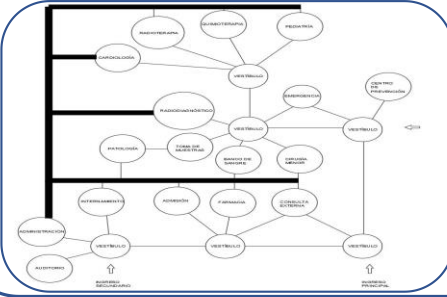 QUIMIOTERAPIA
RADIOTERAPIA
PEDIATRÍA
CARDIOLOGÍA
VESTÍBULO
CENTRO
DE
PREVENCIÓN
EMERGENCIA
RADIODIAGNÓSTICO
VESTÍBULO
VESTÍBULO
PATOLOGÍA
TOMA DE
MUESTRAS
BANCO DE
SANGRE
CIRUGÍA
MENOR
INTERNAMIENTO
ADMISIÓN
FARMACIA
CONSULTA
EXTERNA
ADMINISTRACIÓN
VESTÍBULO
VESTÍBULO
VESTÍBULO
AUDITORIO
INGRESO
SECUNDARIO
INGRESO
PRINCIPAL